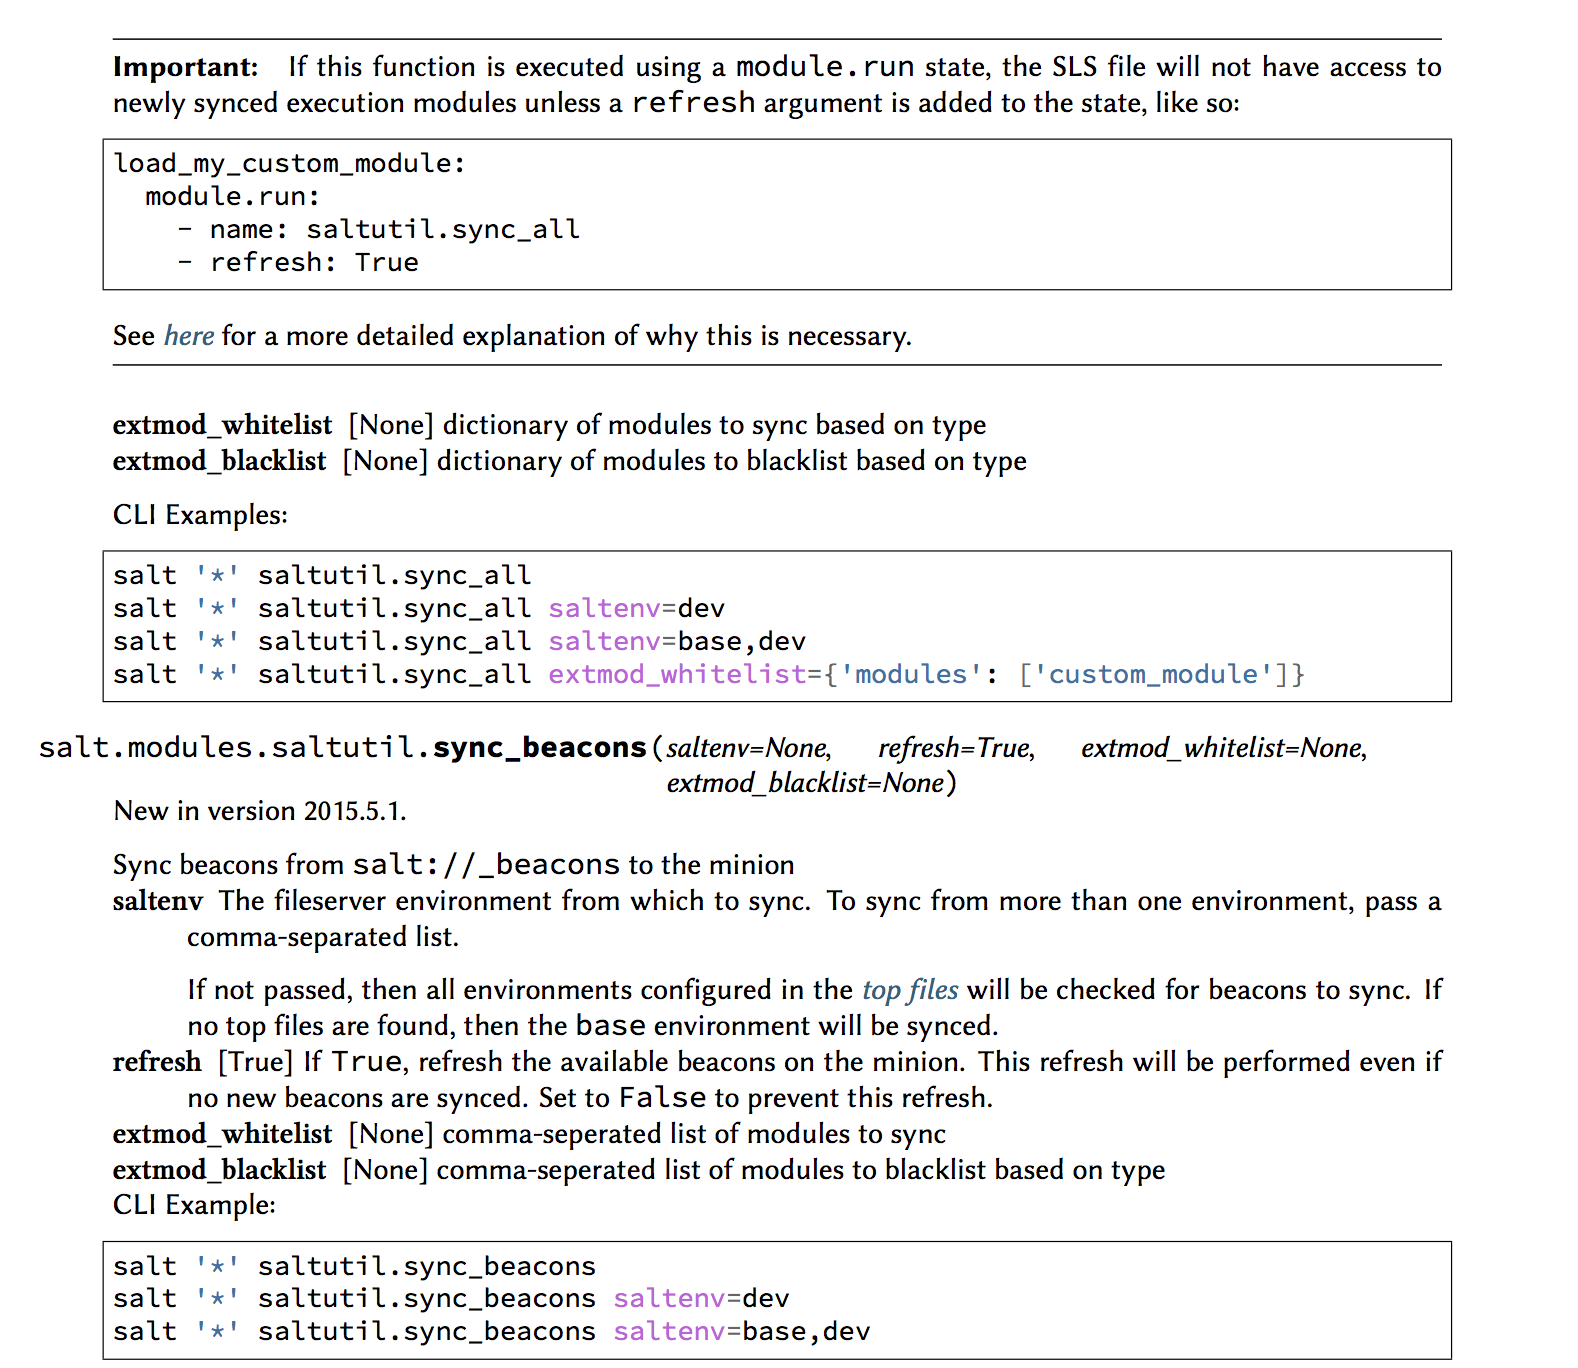 Important: If this function is executed using a module.run state, the SLS file will not have access to
newly synced execution modules unless a refresh argument is added to the state, like so:
load_my_custom_module:
  module.run:
    - name: saltutil.sync_all
    - refresh: True
See here for a more detailed explanation of why this is necessary.
extmod_whitelist [None] dictionary of modules to sync based on type
extmod_blacklist [None] dictionary of modules to blacklist based on type
CLI Examples:
salt '*' saltutil.sync_all
salt '*' saltutil.sync_all saltenv=dev
salt '*' saltutil.sync_all saltenv=base,dev
salt '*' saltutil.sync_all extmod_whitelist={'modules': ['custom_module']}
salt.modules.saltutil.sync_beacons(saltenv=None, refresh=True, extmod_whitelist=None,
extmod_blacklist=None)
New in version 2015.5.1.
Sync beacons from salt://_beacons to the minion
saltenv The fileserver environment from which to sync. To sync from more than one environment, pass a
comma-separated list.
If not passed, then all environments configured in the top files will be checked for beacons to sync. If
no top files are found, then the base environment will be synced.
refresh [True] If True, refresh the available beacons on the minion. This refresh will be performed even if
no new beacons are synced. Set to False to prevent this refresh.
extmod_whitelist [None] comma-seperated list of modules to sync
extmod_blacklist [None] comma-seperated list of modules to blacklist based on type
CLI Example:
salt '*' saltutil.sync_beacons
salt '*' saltutil.sync_beacons saltenv=dev
salt '*' saltutil.sync_beacons saltenv=base,dev